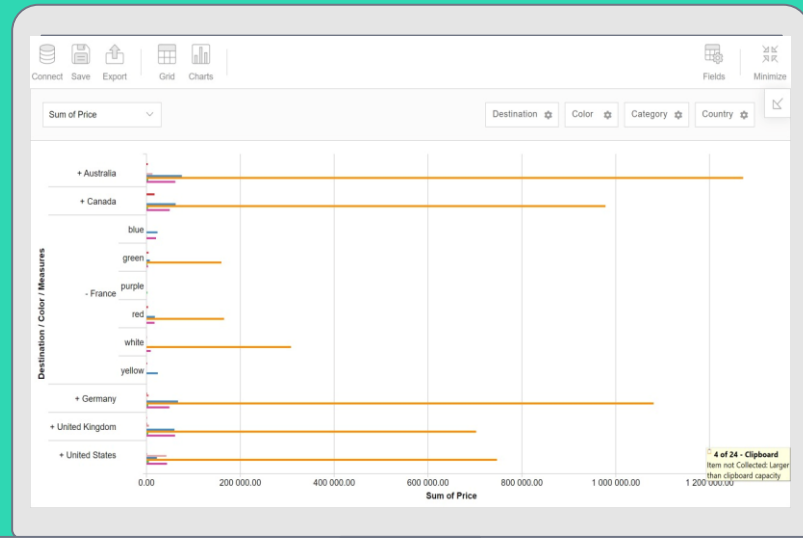 Connect Save Export Grid Charts Fields Minimize
Sum of Price
Destination Color Category Country
+ Australia
+ Canada
blue
green
purple
- France
red
white
yellow
+ Germany
+ United Kingdom
+ United States
Destination / Color / Measures
4 of 24 - Clipboard
Item not Collected: Larger
than clipboard capacity
0.00 200 000.00 400 000.00 600 000.00 800 000.00 1 000 000.00 1 200 000.00
Sum of Price